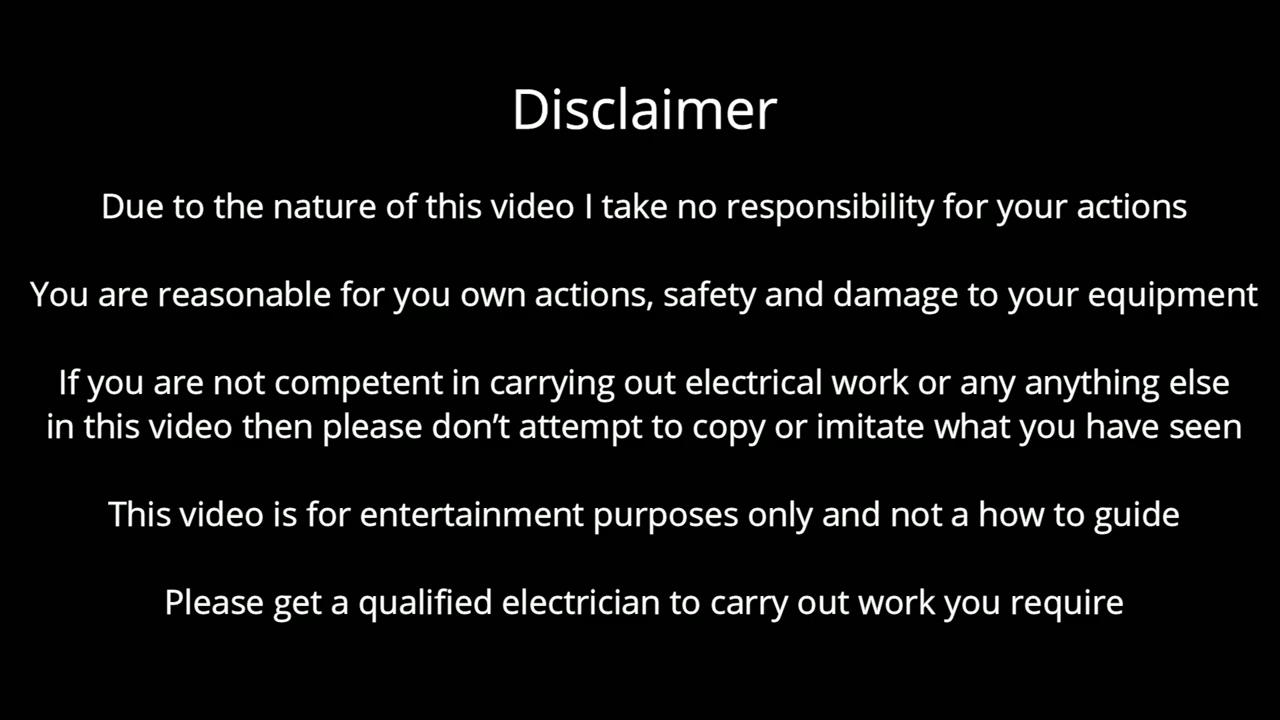 Disclaimer
Due to the nature of this video I take no responsibility for your actions
You are reasonable for you own actions, safety and damage to your equipment
If you are not competent in carrying out electrical work or any anything else
in this video then please don’t attempt to copy or imitate what you have seen
This video is for entertainment purposes only and not a how to guide
Please get a qualified electrician to carry out work you require